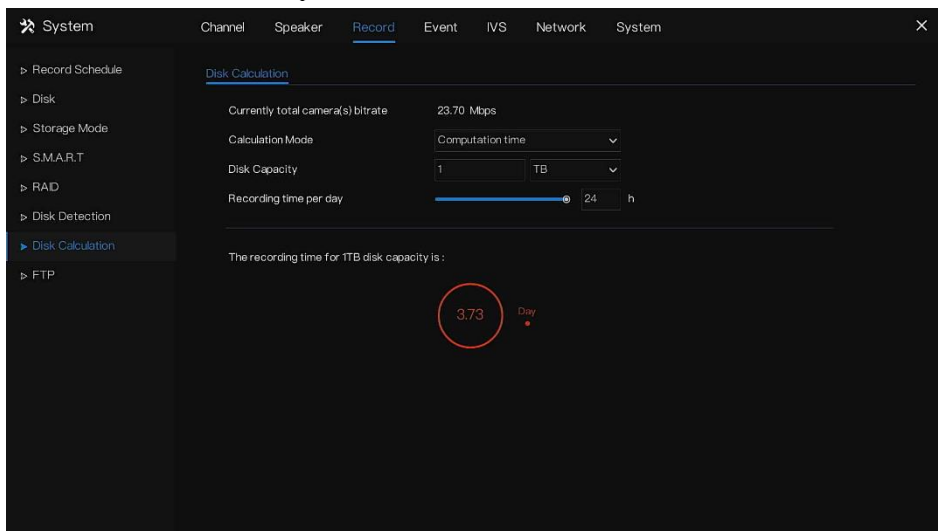 System
Channel Speaker Record Event IVS Network System
Record Schedule
Disk
Storage Mode
S.M.A.R.T
RAID
Disk Detection
Disk Calculation
FTP
Disk Calculation
Currently total camera(s) bitrate 23.70 Mbps
Calculation Mode Computation time
Disk Capacity 1 TB
Recording time per day 24 h
The recording time for 1TB disk capacity is :
3.73 Day